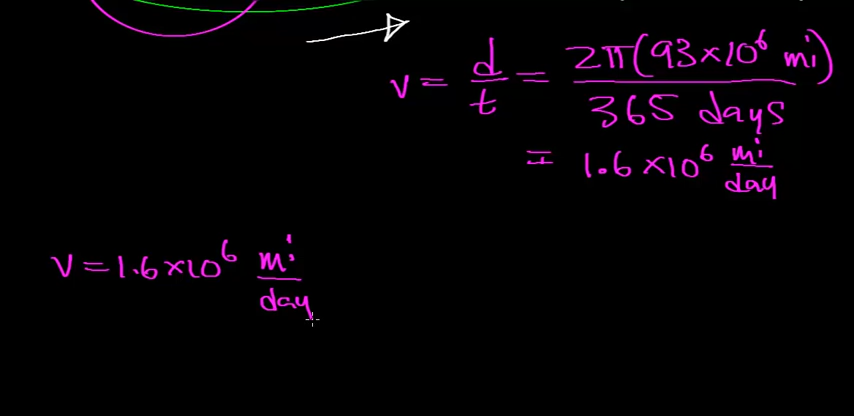 v = d/t = 2π(93×10⁶ mi)/365 days
= 1.6×10⁶ mi/day
v = 1.6×10⁶ mi/day